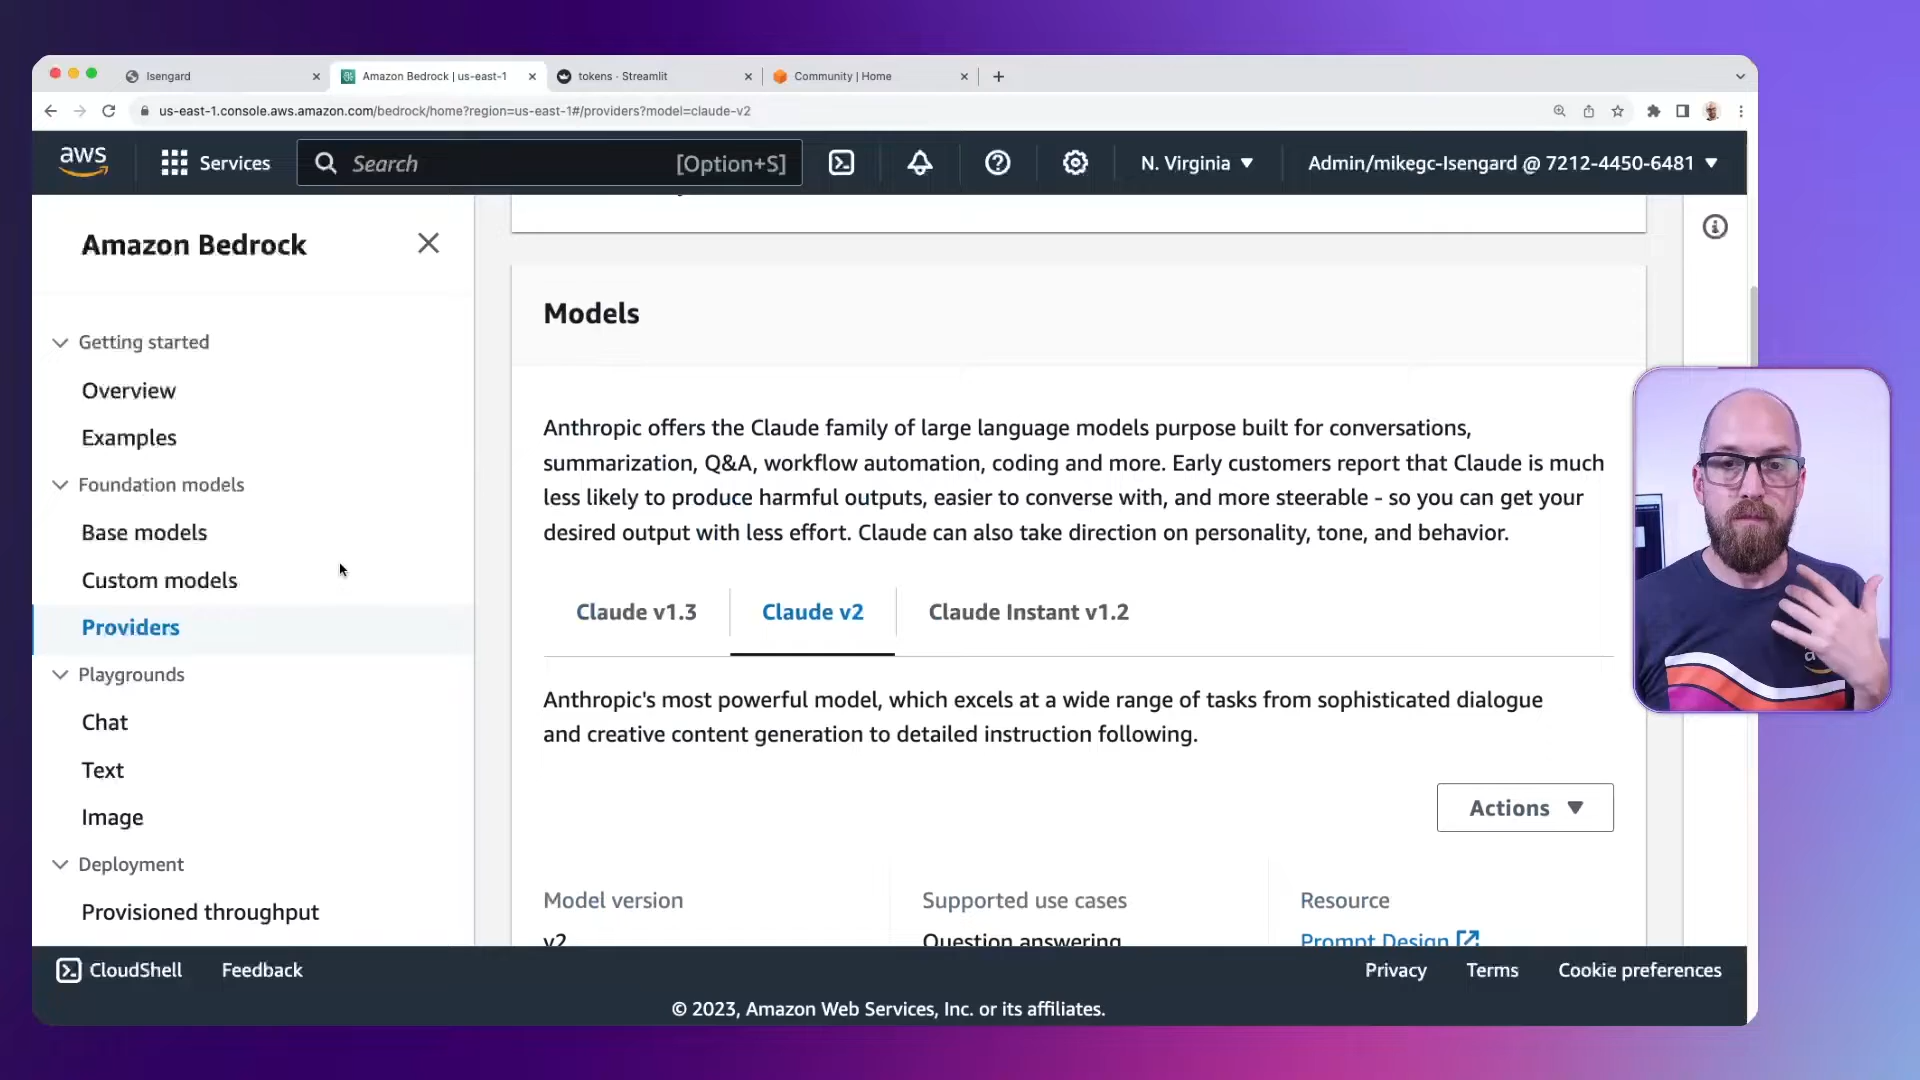 Isengard
Amazon Bedrock | us-east-1
tokens · Streamlit
Community | Home
us-east-1.console.aws.amazon.com/bedrock/home?region=us-east-1#/providers?model=claude-v2
aws
Services
Search
[Option+S]
N. Virginia
Admin/mikegc-Isengard @ 7212-4450-6481
Amazon Bedrock
Getting started
Overview
Examples
Foundation models
Base models
Custom models
Providers
Playgrounds
Chat
Text
Image
Deployment
Provisioned throughput
Models
Anthropic offers the Claude family of large language models purpose built for conversations,
summarization, Q&A, workflow automation, coding and more. Early customers report that Claude is much
less likely to produce harmful outputs, easier to converse with, and more steerable - so you can get your
desired output with less effort. Claude can also take direction on personality, tone, and behavior.
Claude v1.3
Claude v2
Claude Instant v1.2
Anthropic's most powerful model, which excels at a wide range of tasks from sophisticated dialogue
and creative content generation to detailed instruction following.
Actions
Model version
v2
Supported use cases
Question answering
Resource
Prompt Design
CloudShell
Feedback
Privacy
Terms
Cookie preferences
© 2023, Amazon Web Services, Inc. or its affiliates.